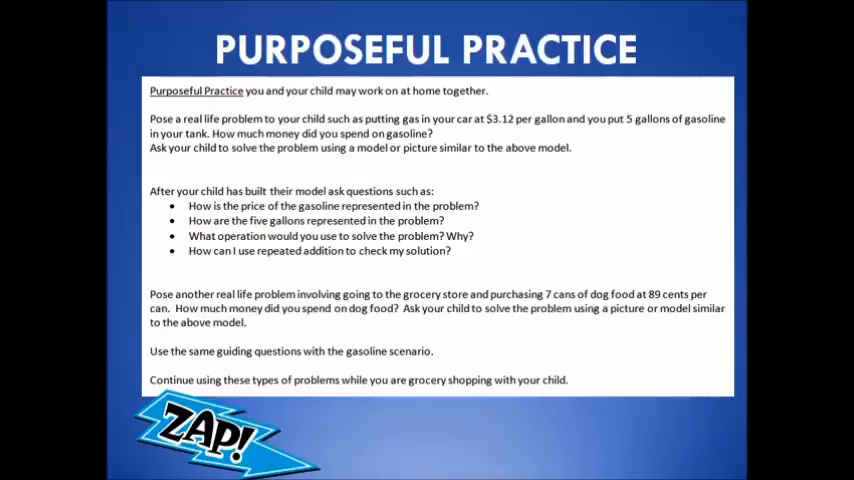 PURPOSEFUL PRACTICE
Purposeful Practice you and your child may work on at home together.
Pose a real life problem to your child such as putting gas in your car at $3.12 per gallon and you put 5 gallons of gasoline
in your tank. How much money did you spend on gasoline?
Ask your child to solve the problem using a model or picture similar to the above model.
After your child has built their model ask questions such as:
• How is the price of the gasoline represented in the problem?
• How are the five gallons represented in the problem?
• What operation would you use to solve the problem? Why?
• How can I use repeated addition to check my solution?
Pose another real life problem involving going to the grocery store and purchasing 7 cans of dog food at 89 cents per
can. How much money did you spend on dog food? Ask your child to solve the problem using a picture or model similar
to the above model.
Use the same guiding questions with the gasoline scenario.
Continue using these types of problems while you are grocery shopping with your child.
ZAP!